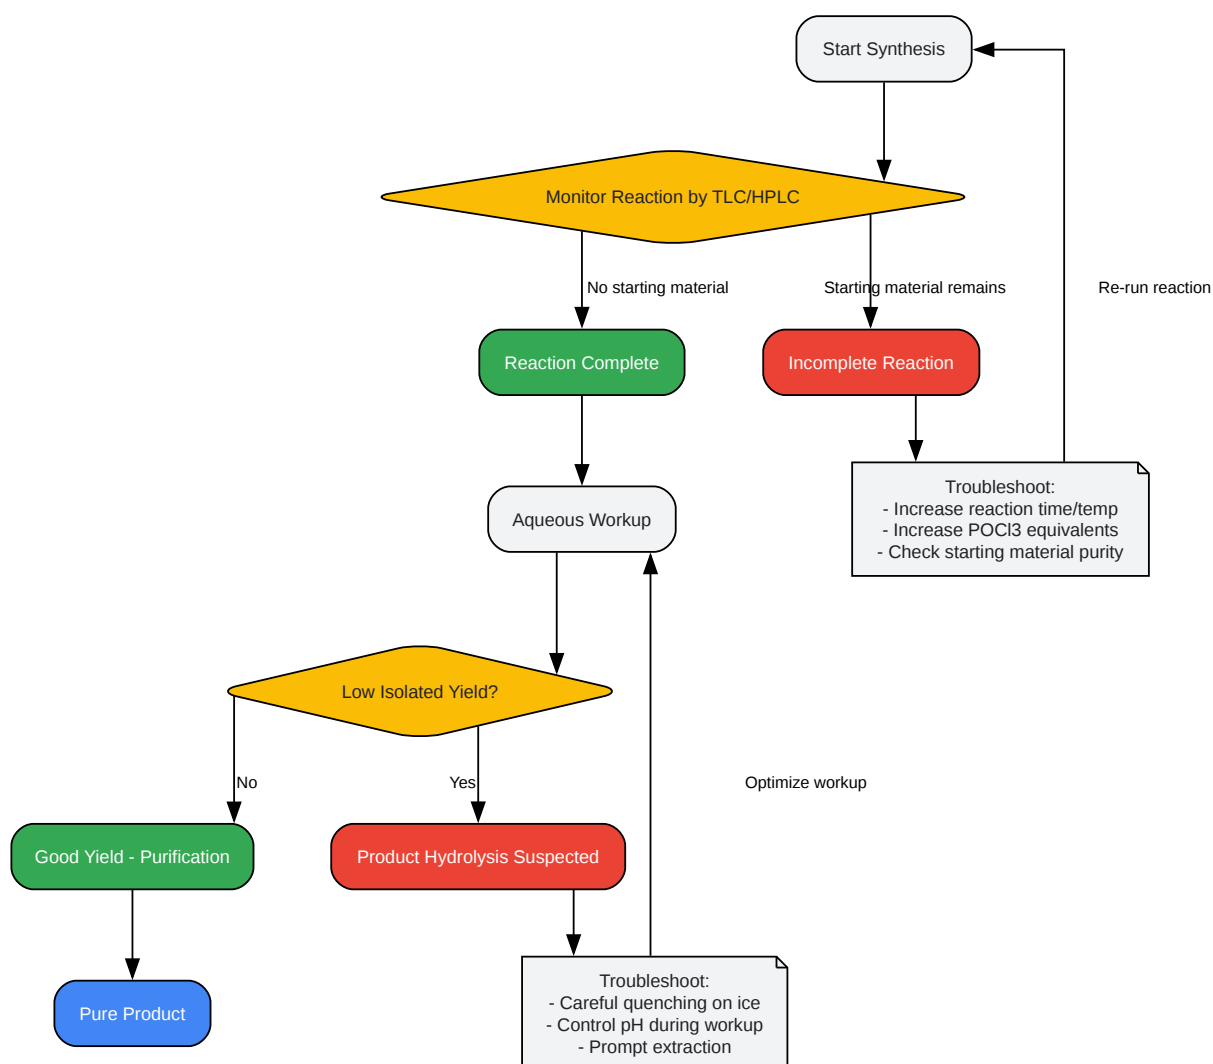 Start Synthesis
Monitor Reaction by TLC/HPLC
No starting material
Starting material remains
Re-run reaction
Reaction Complete
Incomplete Reaction
Troubleshoot:
- Increase reaction time/temp
- Increase POCl3 equivalents
- Check starting material purity
Aqueous Workup
Low Isolated Yield?
No
Yes
Optimize workup
Good Yield - Purification
Product Hydrolysis Suspected
Troubleshoot:
- Careful quenching on ice
- Control pH during workup
- Prompt extraction
Pure Product